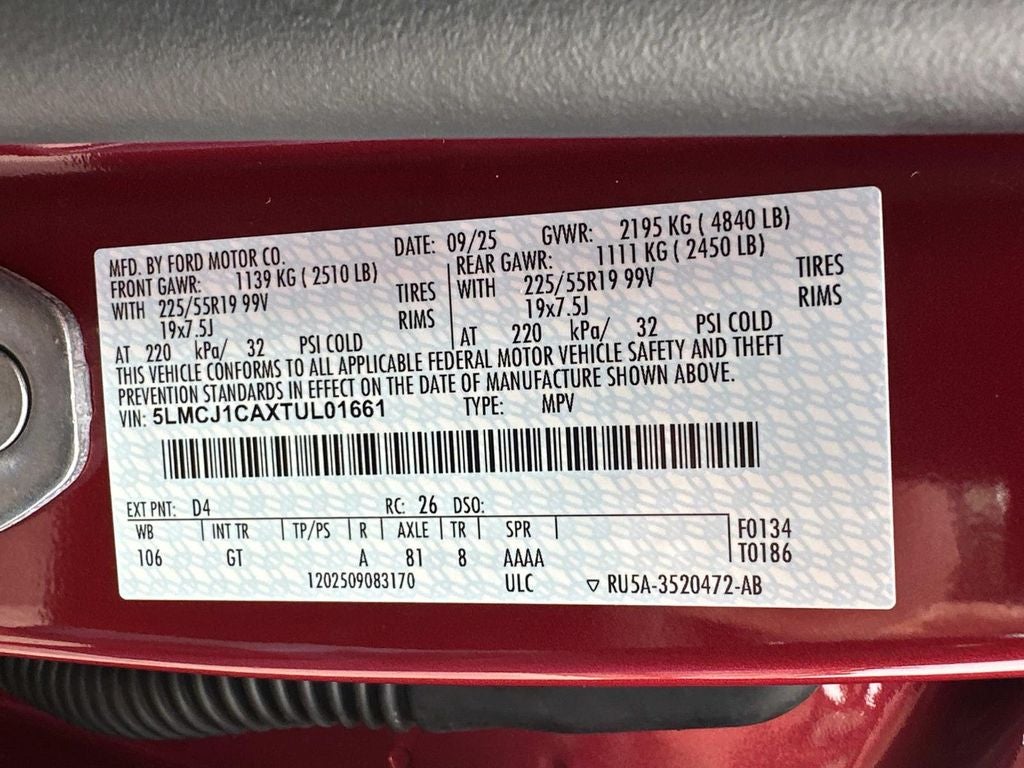 MFD. BY FORD MOTOR CO. DATE: 09/25 GVWR: 2195 KG ( 4840 LB)
FRONT GAWR: 1139 KG ( 2510 LB) REAR GAWR: 1111 KG ( 2450 LB)
WITH 225/55R19 99V TIRES WITH 225/55R19 99V TIRES
19x7.5J RIMS 19x7.5J RIMS
AT 220 kPa/ 32 PSI COLD AT 220 kPa/ 32 PSI COLD
THIS VEHICLE CONFORMS TO ALL APPLICABLE FEDERAL MOTOR VEHICLE SAFETY AND THEFT
PREVENTION STANDARDS IN EFFECT ON THE DATE OF MANUFACTURE SHOWN ABOVE.
VIN: 5LMCJ1CAXTUL01661 TYPE: MPV
EXT PNT: D4 RC: 26 DSO:
WB INT TR TP/PS R AXLE TR SPR F0134
106 GT A 81 8 AAAA T0186
1202509083170 ULC ▽ RU5A-3520472-AB